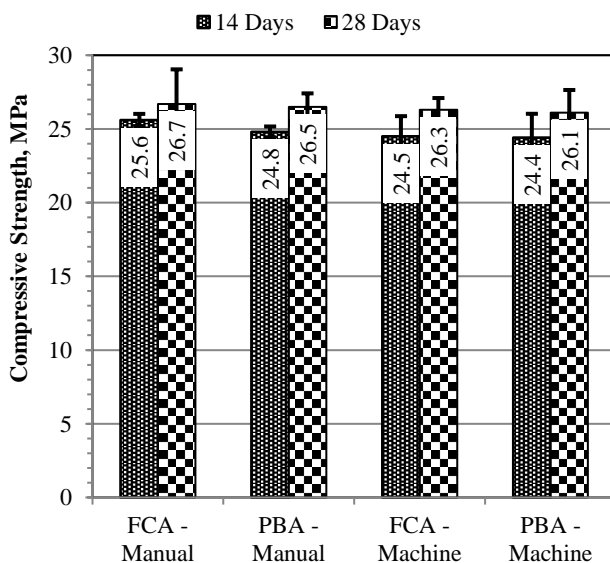 14 Days 28 Days
Compressive Strength, MPa
30
25
20
15
10
5
0
25.6
26.7
24.8
26.5
24.5
26.3
24.4
26.1
FCA -
Manual
PBA -
Manual
FCA -
Machine
PBA -
Machine